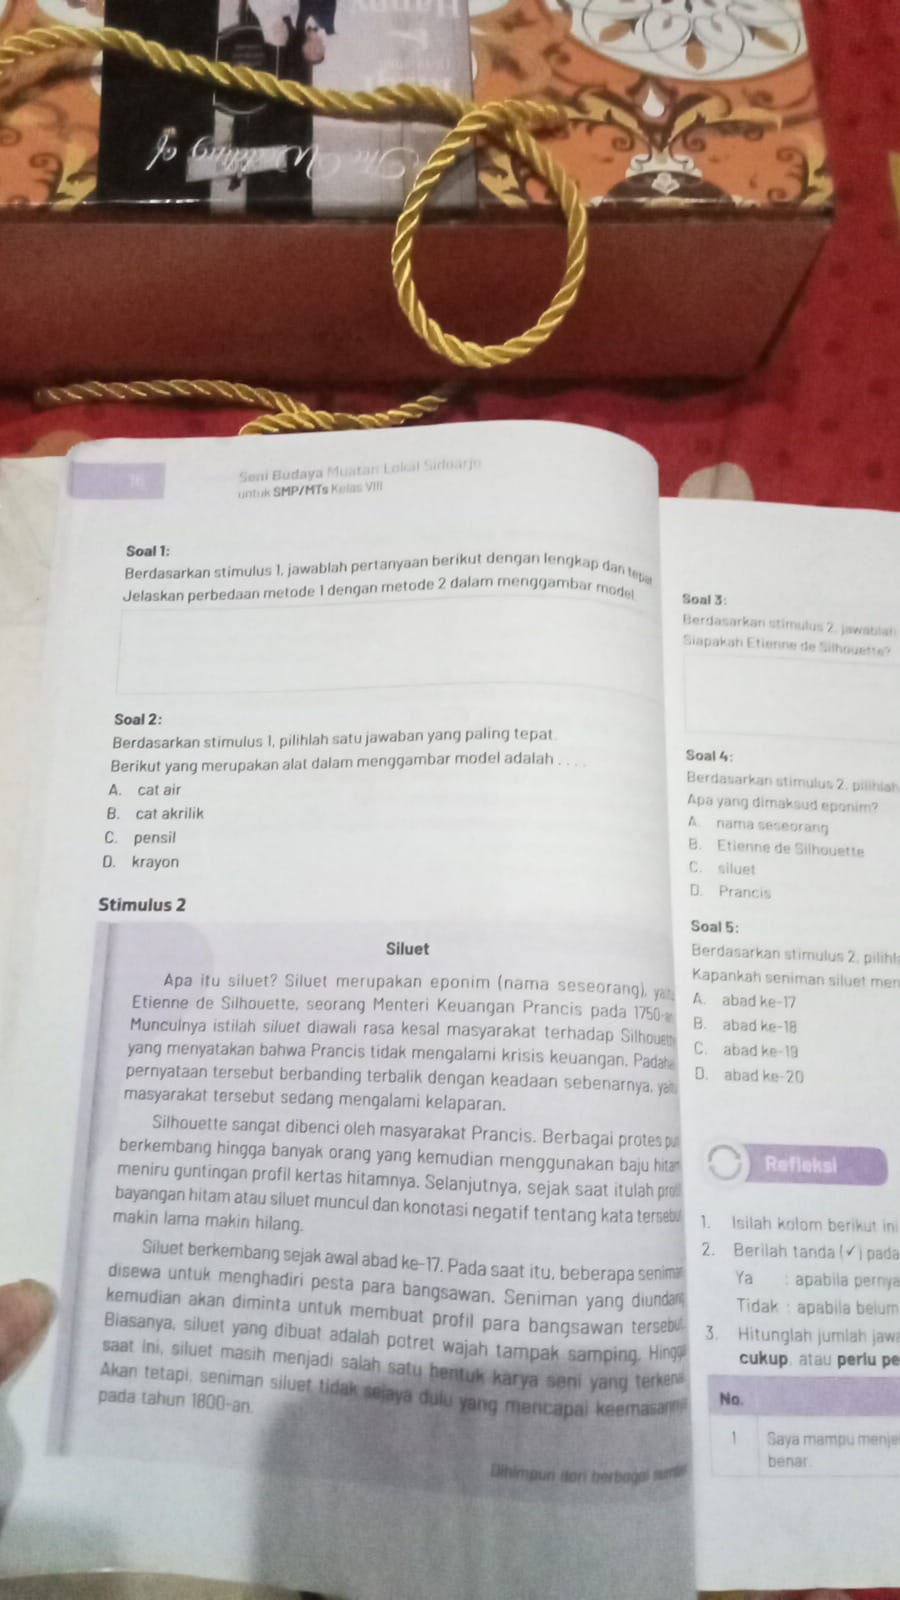 The Wedding of
Happy
16
Seni Budaya Muatan Lokal Sidoarjo
untuk SMP/MTs Kelas VIII
Soal 1:
Berdasarkan stimulus 1, jawablah pertanyaan berikut dengan lengkap dan tepat
Jelaskan perbedaan metode 1 dengan metode 2 dalam menggambar model
Soal 2:
Berdasarkan stimulus 1, pilihlah satu jawaban yang paling tepat.
Berikut yang merupakan alat dalam menggambar model adalah . . . .
A. cat air
B. cat akrilik
C. pensil
D. krayon
Stimulus 2
Siluet
Apa itu siluet? Siluet merupakan eponim (nama seseorang),
Etienne de Silhouette, seorang Menteri Keuangan Prancis pada 1750-
Munculnya istilah siluet diawali rasa kesal masyarakat terhadap Silhouet
yang menyatakan bahwa Prancis tidak mengalami krisis keuangan. Padaha
pernyataan tersebut berbanding terbalik dengan keadaan sebenarnya,
masyarakat tersebut sedang mengalami kelaparan.
Silhouette sangat dibenci oleh masyarakat Prancis. Berbagai protes pu
berkembang hingga banyak orang yang kemudian menggunakan baju hitam
meniru guntingan profil kertas hitamnya. Selanjutnya, sejak saat itulah profi
bayangan hitam atau siluet muncul dan konotasi negatif tentang kata tersebu
makin lama makin hilang.
Siluet berkembang sejak awal abad ke-17. Pada saat itu, beberapa seniman
disewa untuk menghadiri pesta para bangsawan. Seniman yang diundang
kemudian akan diminta untuk membuat profil para bangsawan tersebut.
Biasanya, siluet yang dibuat adalah potret wajah tampak samping. Hingga
saat ini, siluet masih menjadi salah satu bentuk karya seni yang terkenal
Akan tetapi, seniman siluet tidak sejaya dulu yang mencapai keemasannya
pada tahun 1800-an.
Dihimpun dari berbagai sumber
Soal 3:
Berdasarkan stimulus 2, jawablah
Siapakah Etienne de Silhouette?
Soal 4:
Berdasarkan stimulus 2, pilihlah
Apa yang dimaksud eponim?
A. nama seseorang
B. Etienne de Silhouette
C. siluet
D. Prancis
Soal 5:
Berdasarkan stimulus 2, pilihl
Kapankah seniman siluet men
A. abad ke-17
B. abad ke-18
C. abad ke-19
D. abad ke-20
Refleksi
1. Isilah kolom berikut ini
2. Berilah tanda (✓) pada
Ya : apabila pernya
Tidak : apabila belum
3. Hitunglah jumlah jawa
cukup, atau perlu pe
No.
1 Saya mampu menje
benar.